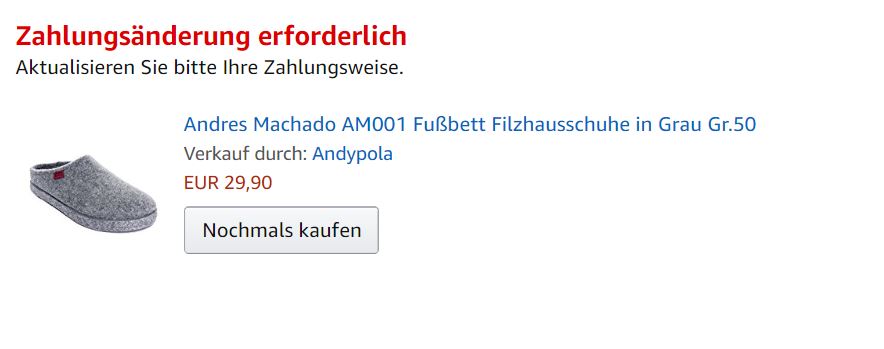 Zahlungsänderung erforderlich
Aktualisieren Sie bitte Ihre Zahlungsweise.
Andres Machado AM001 Fußbett Filzhausschuhe in Grau Gr.50
Verkauf durch: Andypola
EUR 29,90
Nochmals kaufen